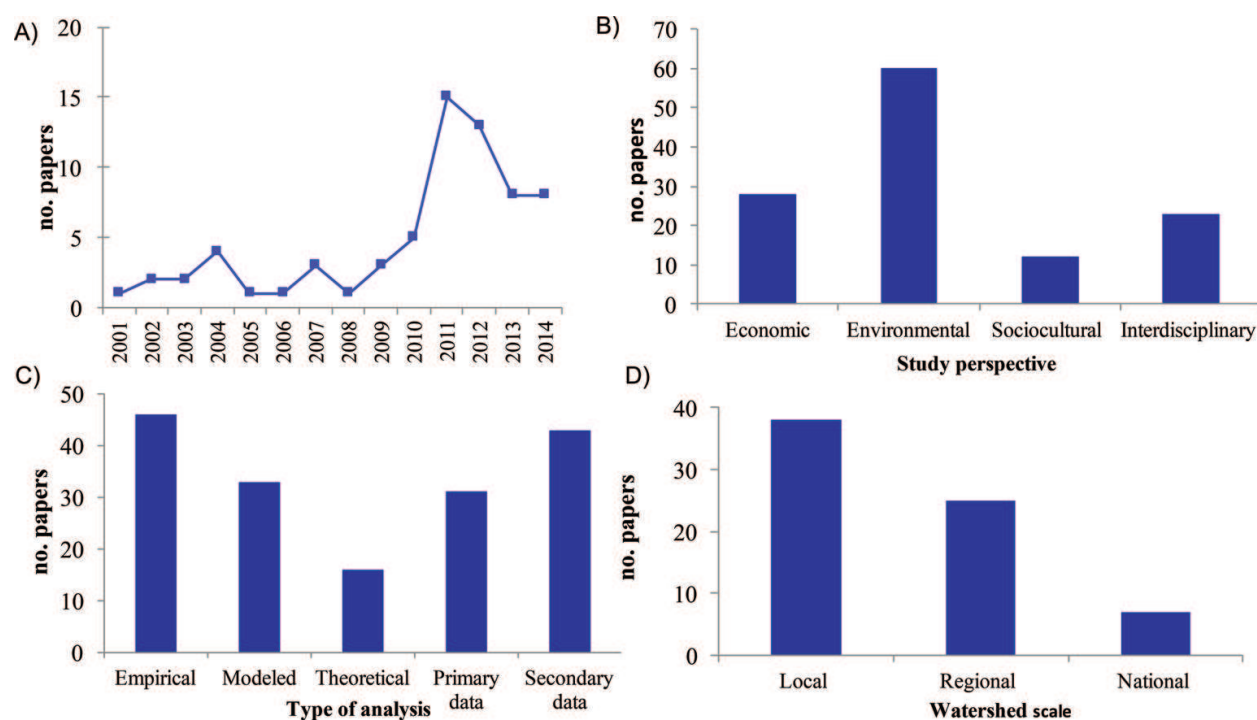 A)
no. papers
20
15
10
5
0
2001 2002 2003 2004 2005 2006 2007 2008 2009 2010 2011 2012 2013 2014
B)
no. papers
70
60
50
40
30
20
10
0
Economic Environmental Sociocultural Interdisciplinary
Study perspective
C)
no. papers
50
40
30
20
10
0
Empirical Modeled Theoretical Primary data Secondary data
Type of analysis
D)
no. papers
40
30
20
10
0
Local Regional National
Watershed scale